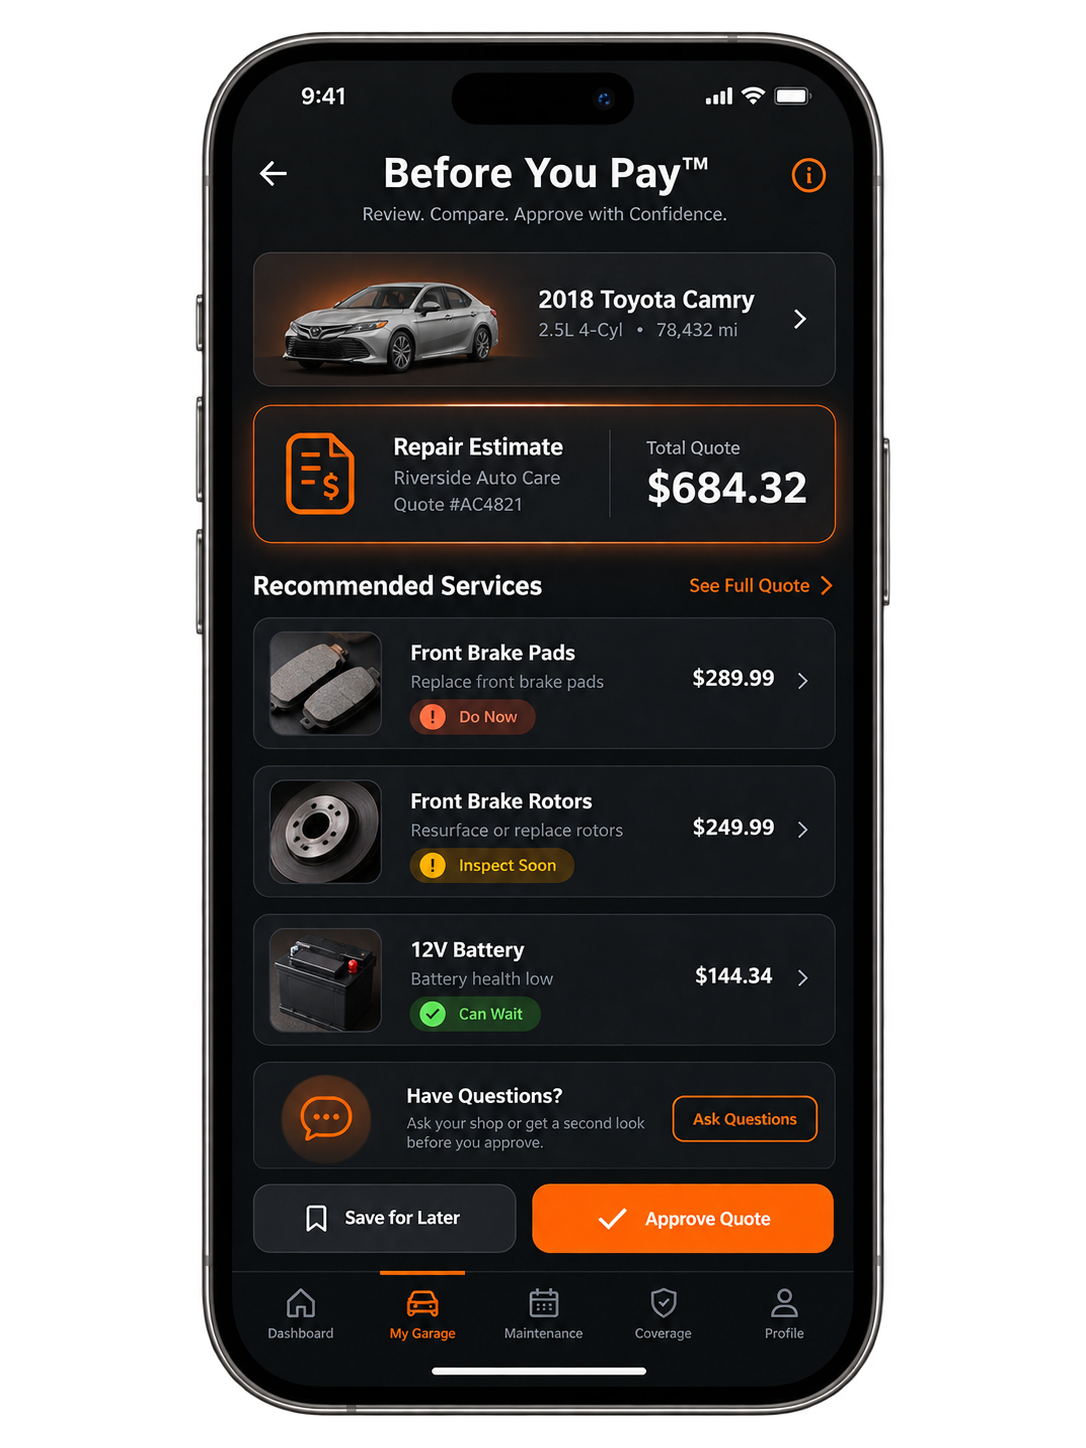 9:41
Before You Pay™
Review. Compare. Approve with Confidence.
2018 Toyota Camry
2.5L 4-Cyl • 78,432 mi
Repair Estimate
Riverside Auto Care
Quote #AC4821
Total Quote
$684.32
Recommended Services
See Full Quote
Front Brake Pads
Replace front brake pads
Do Now
$289.99
Front Brake Rotors
Resurface or replace rotors
Inspect Soon
$249.99
12V Battery
Battery health low
Can Wait
$144.34
Have Questions?
Ask your shop or get a second look
before you approve.
Ask Questions
Save for Later
Approve Quote
Dashboard
My Garage
Maintenance
Coverage
Profile